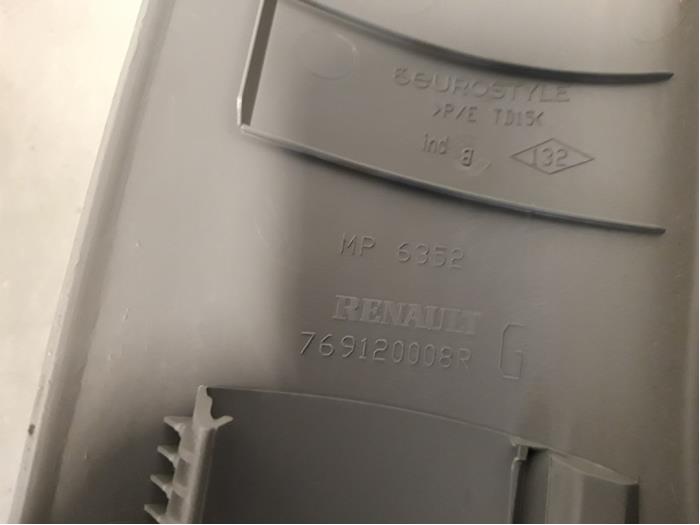 EUROSTYLE
>P/E TD15<
ind B 132
MP 6352
RENAULT
769120008R G